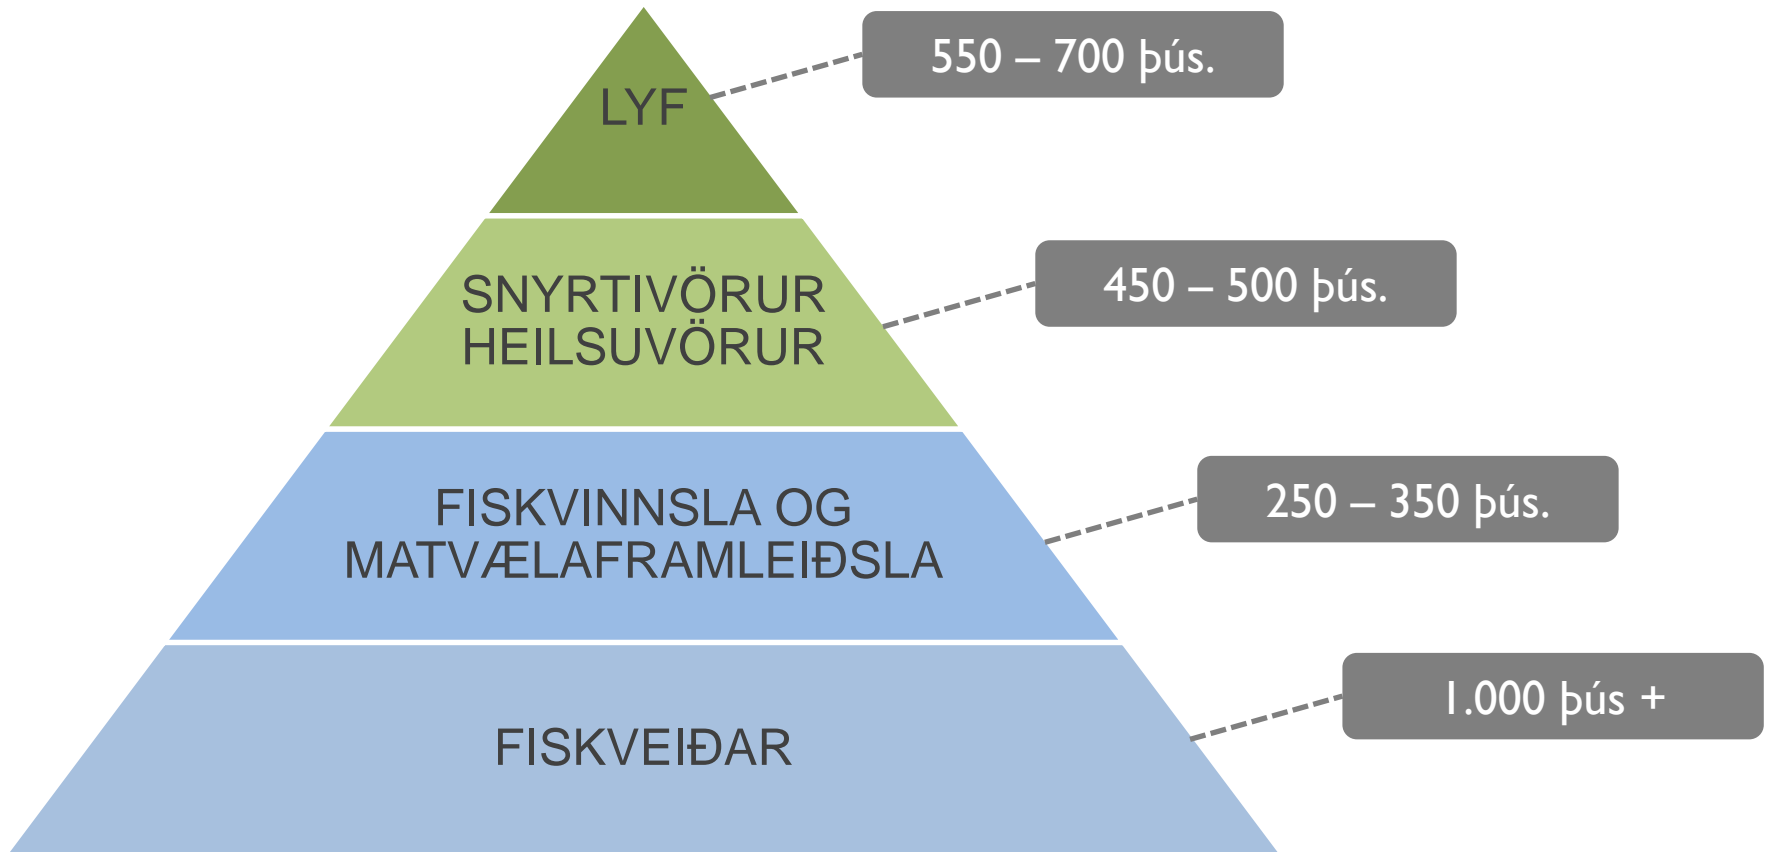 LYF
550 – 700 þús.
SNYRTIVÖRUR
HEILSUVÖRUR
450 – 500 þús.
FISKVINNSLA OG
MATVÆLAFRAMLEIÐSLA
250 – 350 þús.
FISKVEIÐAR
1.000 þús +